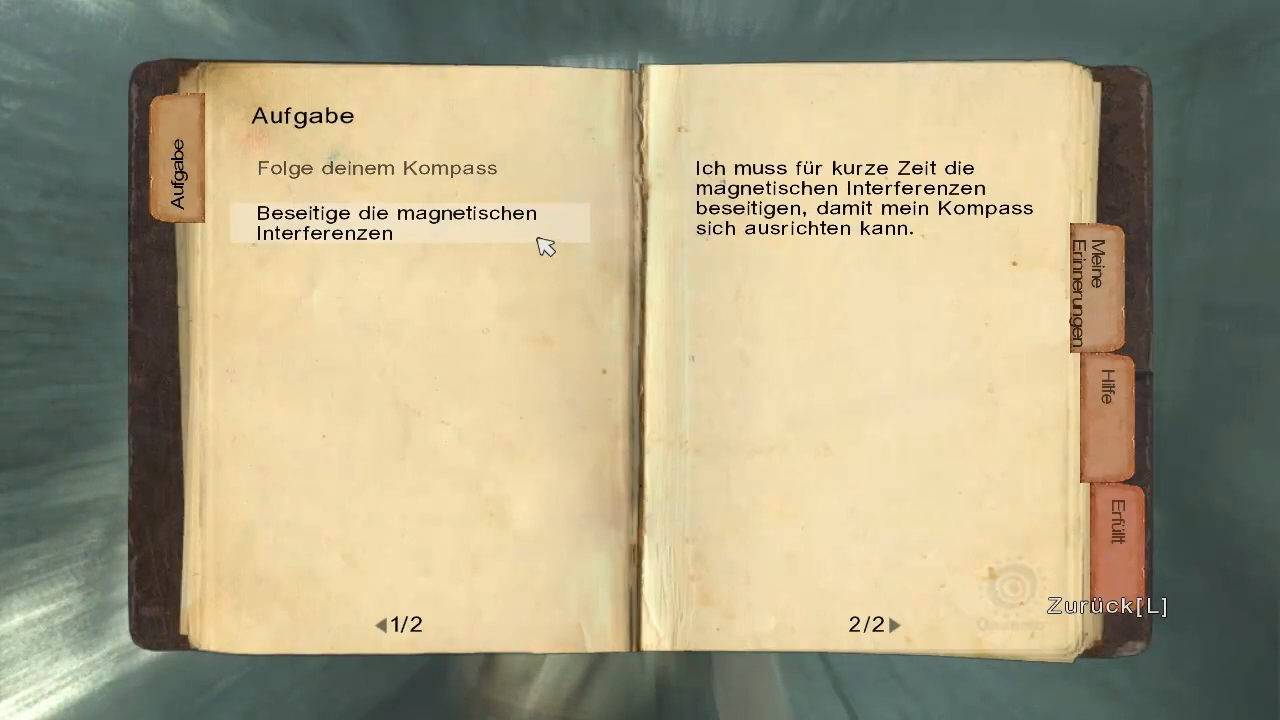 Aufgabe
Aufgabe
Folge deinem Kompass
Beseitige die magnetischen
Interferenzen
1/2
Ich muss für kurze Zeit die
magnetischen Interferenzen
beseitigen, damit mein Kompass
sich ausrichten kann.
2/2
Meine
Erinnerungen
Hilfe
Erfüllt
Zurück[L]